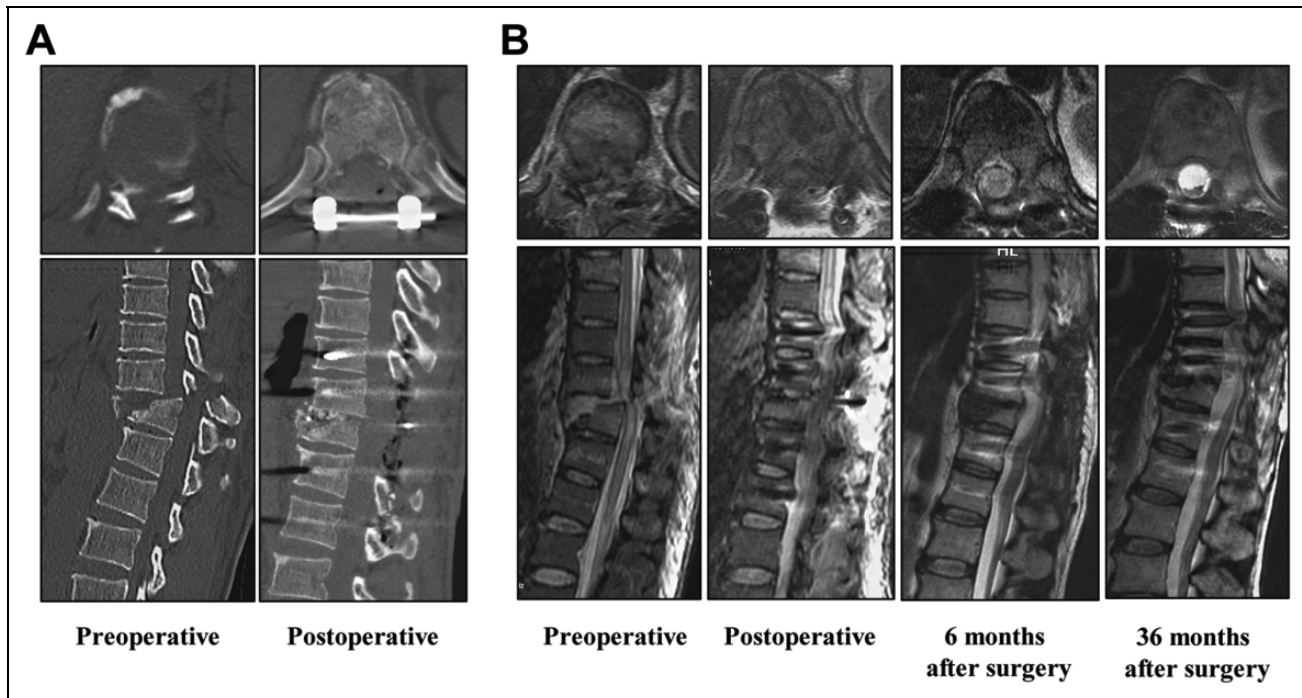 A
B
Preoperative
Postoperative
Preoperative
Postoperative
6 months
after surgery
36 months
after surgery